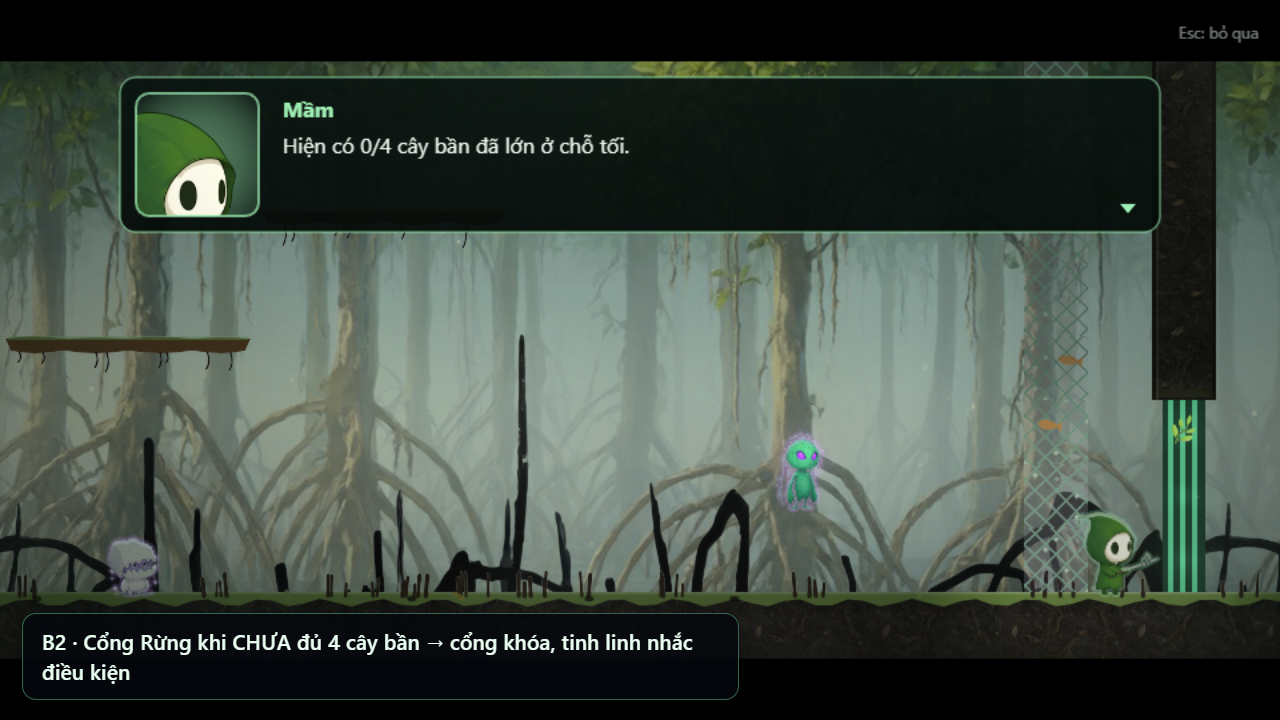 Esc: bỏ qua
Mầm
Hiện có 0/4 cây bần đã lớn ở chỗ tối.
B2 · Cổng Rừng khi CHƯA đủ 4 cây bần → cổng khóa, tinh linh nhắc
điều kiện